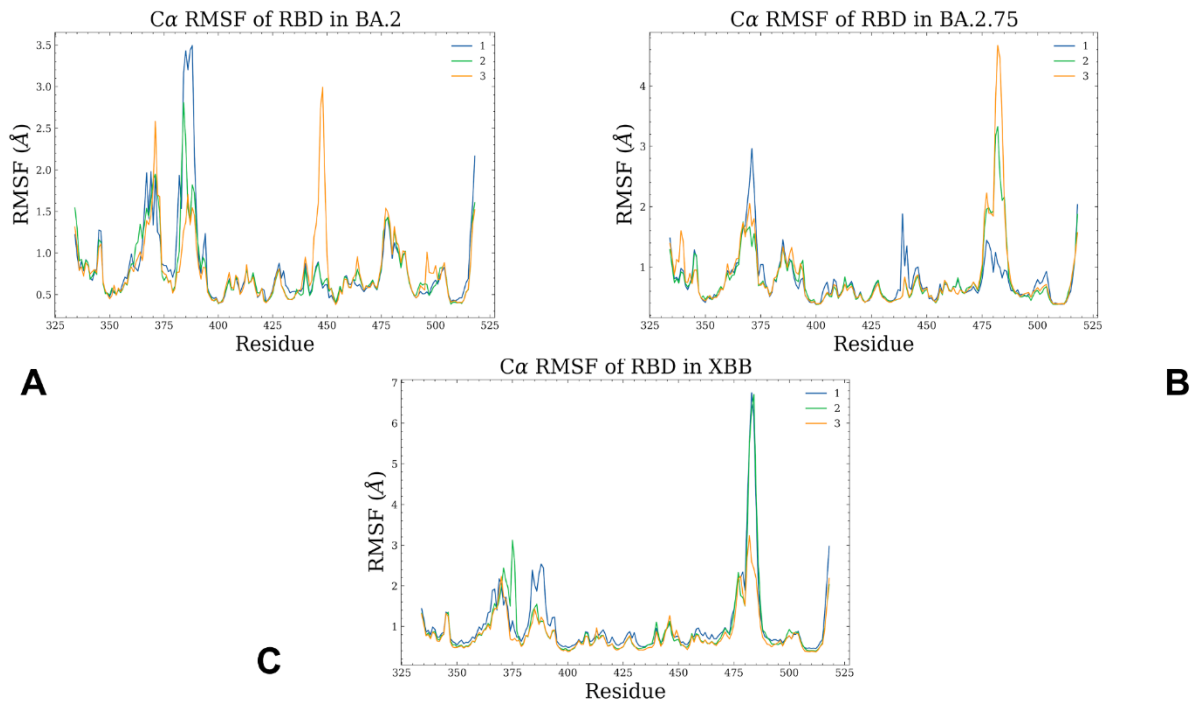 Cα RMSF of RBD in BA.2
3.5
3.0
2.5
2.0
1.5
1.0
0.5
RMSF (Å)
1
2
3
325 350 375 400 425 450 475 500 525
Residue
A
Cα RMSF of RBD in BA.2.75
4
3
2
1
RMSF (Å)
1
2
3
325 350 375 400 425 450 475 500 525
Residue
B
Cα RMSF of RBD in XBB
7
6
5
4
3
2
1
RMSF (Å)
1
2
3
325 350 375 400 425 450 475 500 525
Residue
C